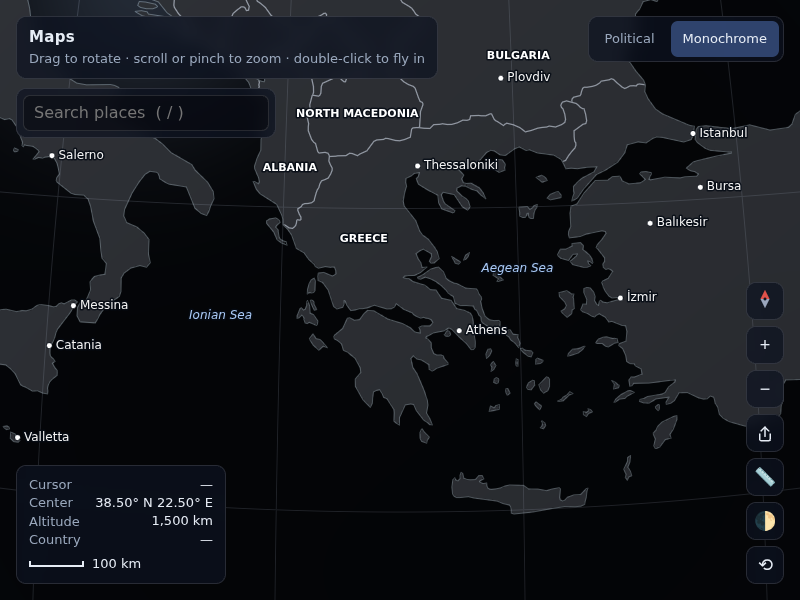 Maps
Drag to rotate · scroll or pinch to zoom · double-click to fly in
Political
Monochrome
Search places ( / )
BULGARIA
Plovdiv
NORTH MACEDONIA
Istanbul
Salerno
ALBANIA
Thessaloniki
Bursa
Balıkesir
GREECE
Aegean Sea
Messina
Ionian Sea
İzmir
Catania
Athens
+
−
Valletta
Cursor —
Center 38.50° N 22.50° E
Altitude 1,500 km
Country —
100 km